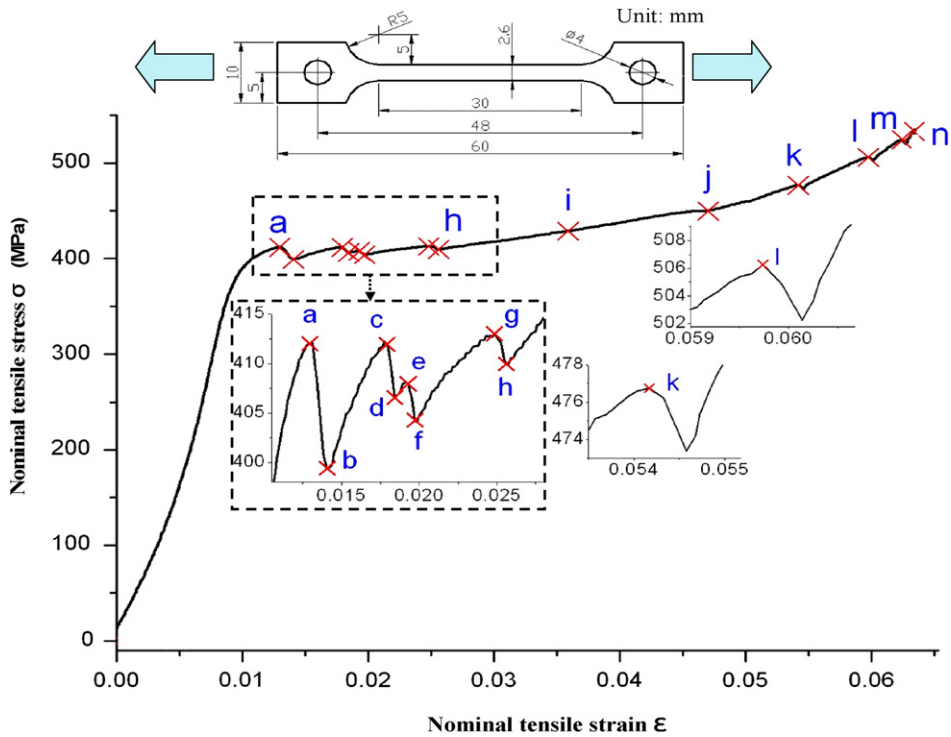 Unit: mm
R5
5
2.6
ø4
10
5
30
48
60
Nominal tensile stress σ (MPa)
500
400
300
200
100
0
a
h
i
j
k
l
m
n
415
410
405
400
a
b
c
d
e
f
g
h
0.015 0.020 0.025
508
506
504
502
l
0.059 0.060
478
476
474
k
0.054 0.055
0.00 0.01 0.02 0.03 0.04 0.05 0.06
Nominal tensile strain ε